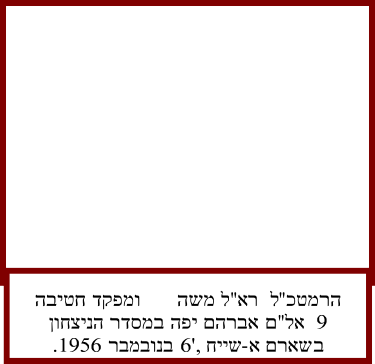 הרמטכ"ל רא"ל משה ומפקד חטיבה
9 אל"ם אברהם יפה במסדר הניצחון
בשארם א-שייח ,'6 בנובמבר 1956.